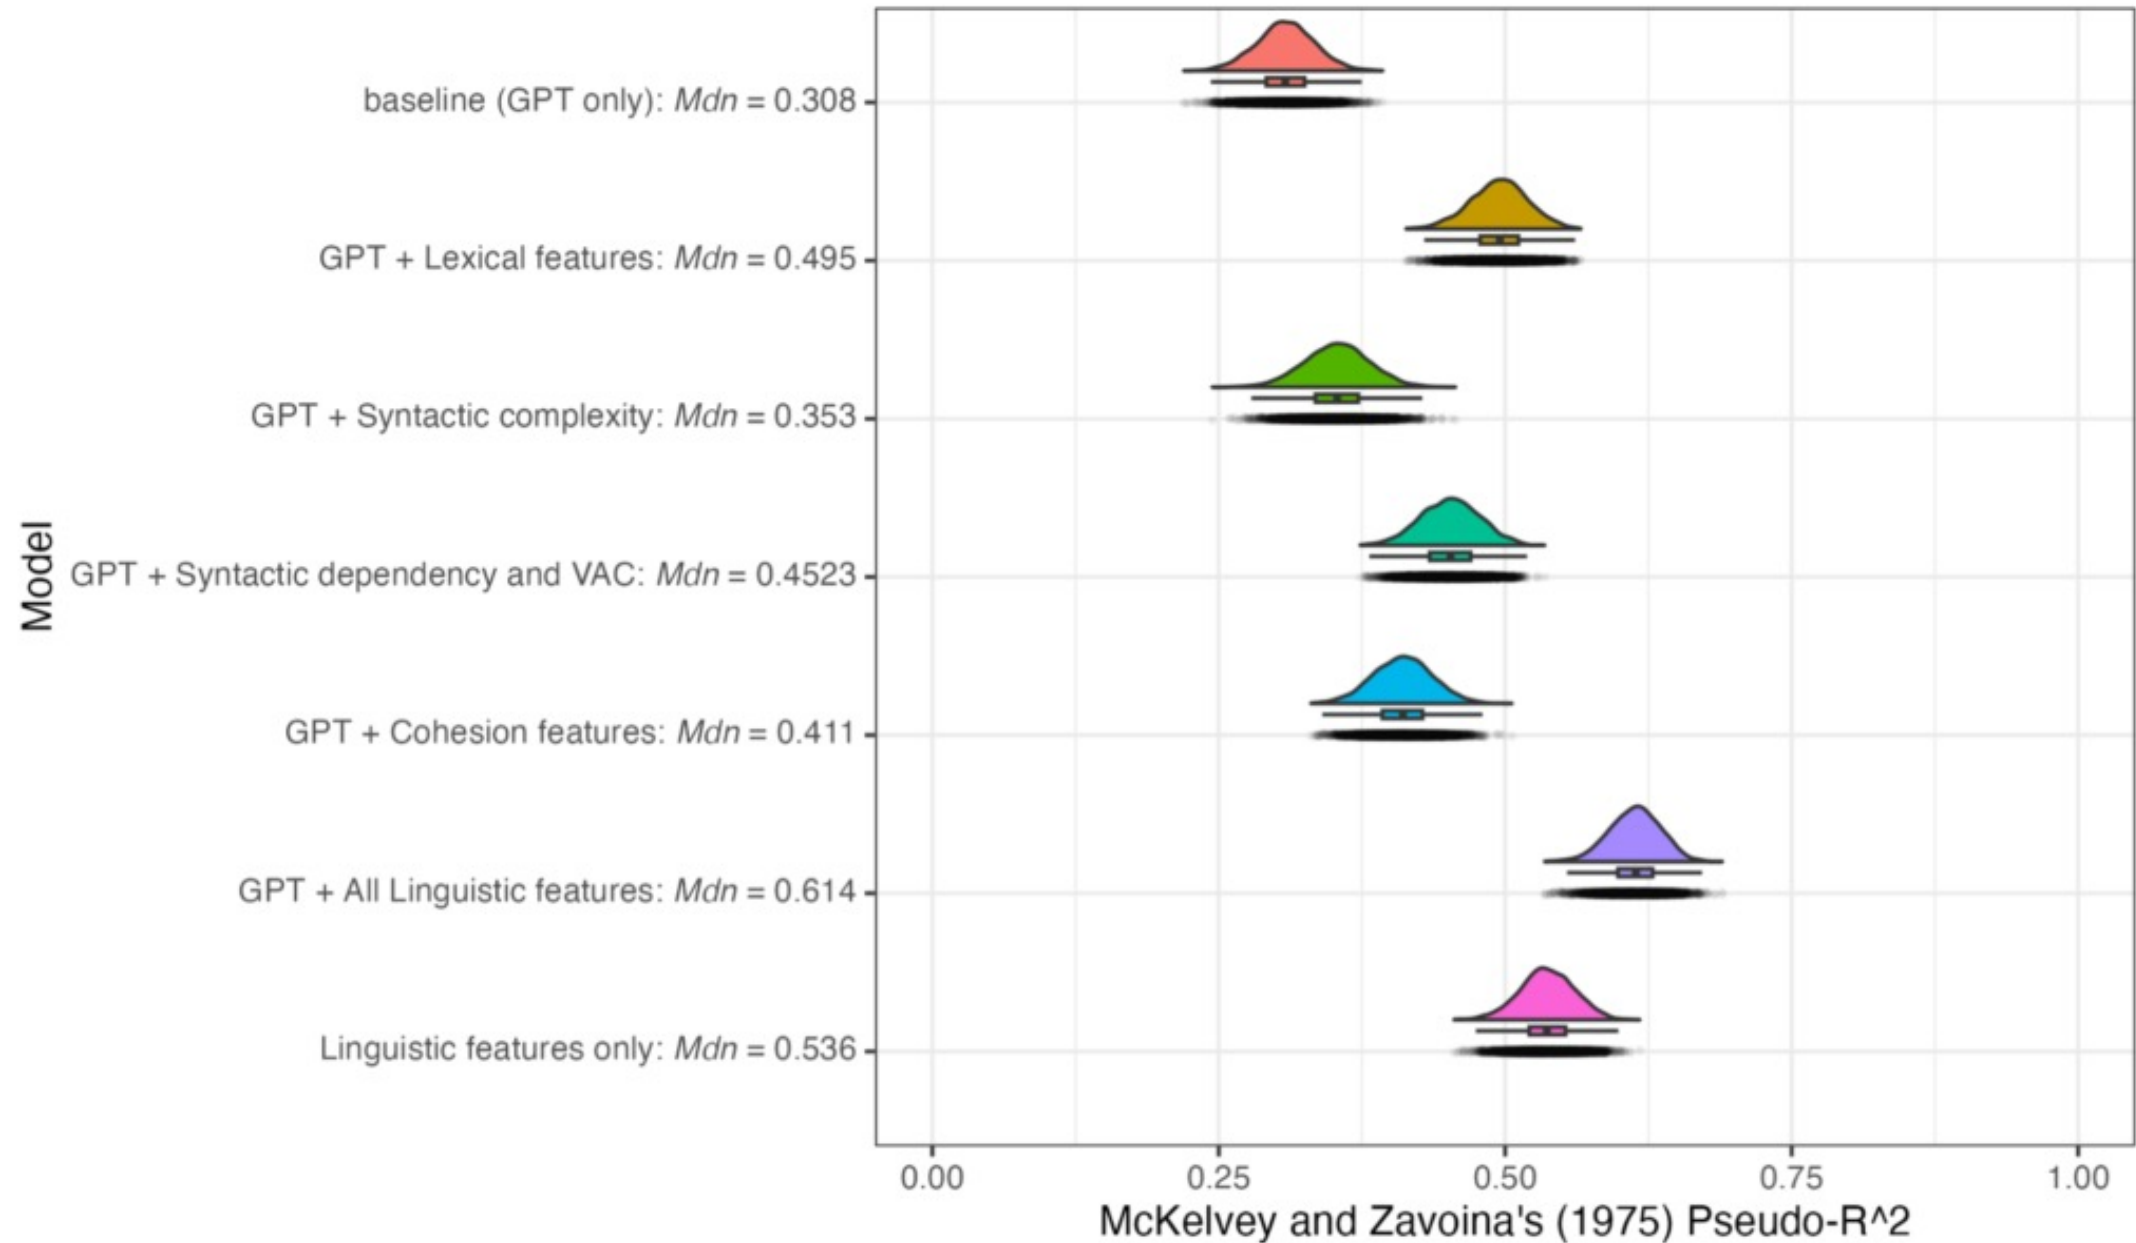 baseline (GPT only): Mdn = 0.308
GPT + Lexical features: Mdn = 0.495
GPT + Syntactic complexity: Mdn = 0.353
GPT + Syntactic dependency and VAC: Mdn = 0.4523
GPT + Cohesion features: Mdn = 0.411
GPT + All Linguistic features: Mdn = 0.614
Linguistic features only: Mdn = 0.536
Model
0.00 0.25 0.50 0.75 1.00
McKelvey and Zavoina's (1975) Pseudo-R^2